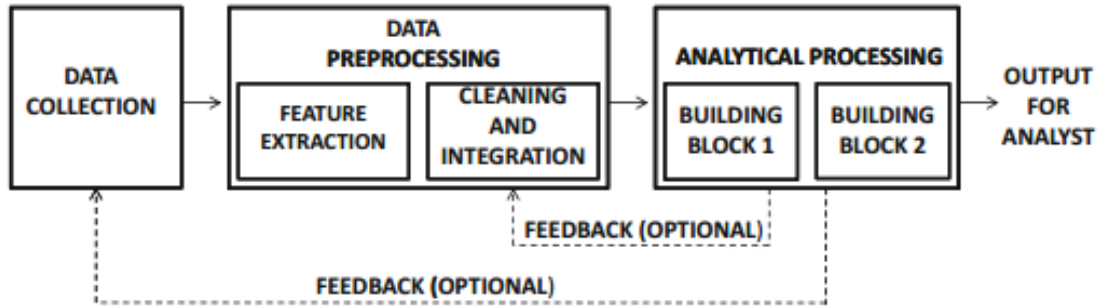 DATA
COLLECTION
DATA
PREPROCESSING
FEATURE
EXTRACTION
CLEANING
AND
INTEGRATION
ANALYTICAL PROCESSING
BUILDING
BLOCK 1
BUILDING
BLOCK 2
OUTPUT
FOR
ANALYST
FEEDBACK (OPTIONAL)
FEEDBACK (OPTIONAL)